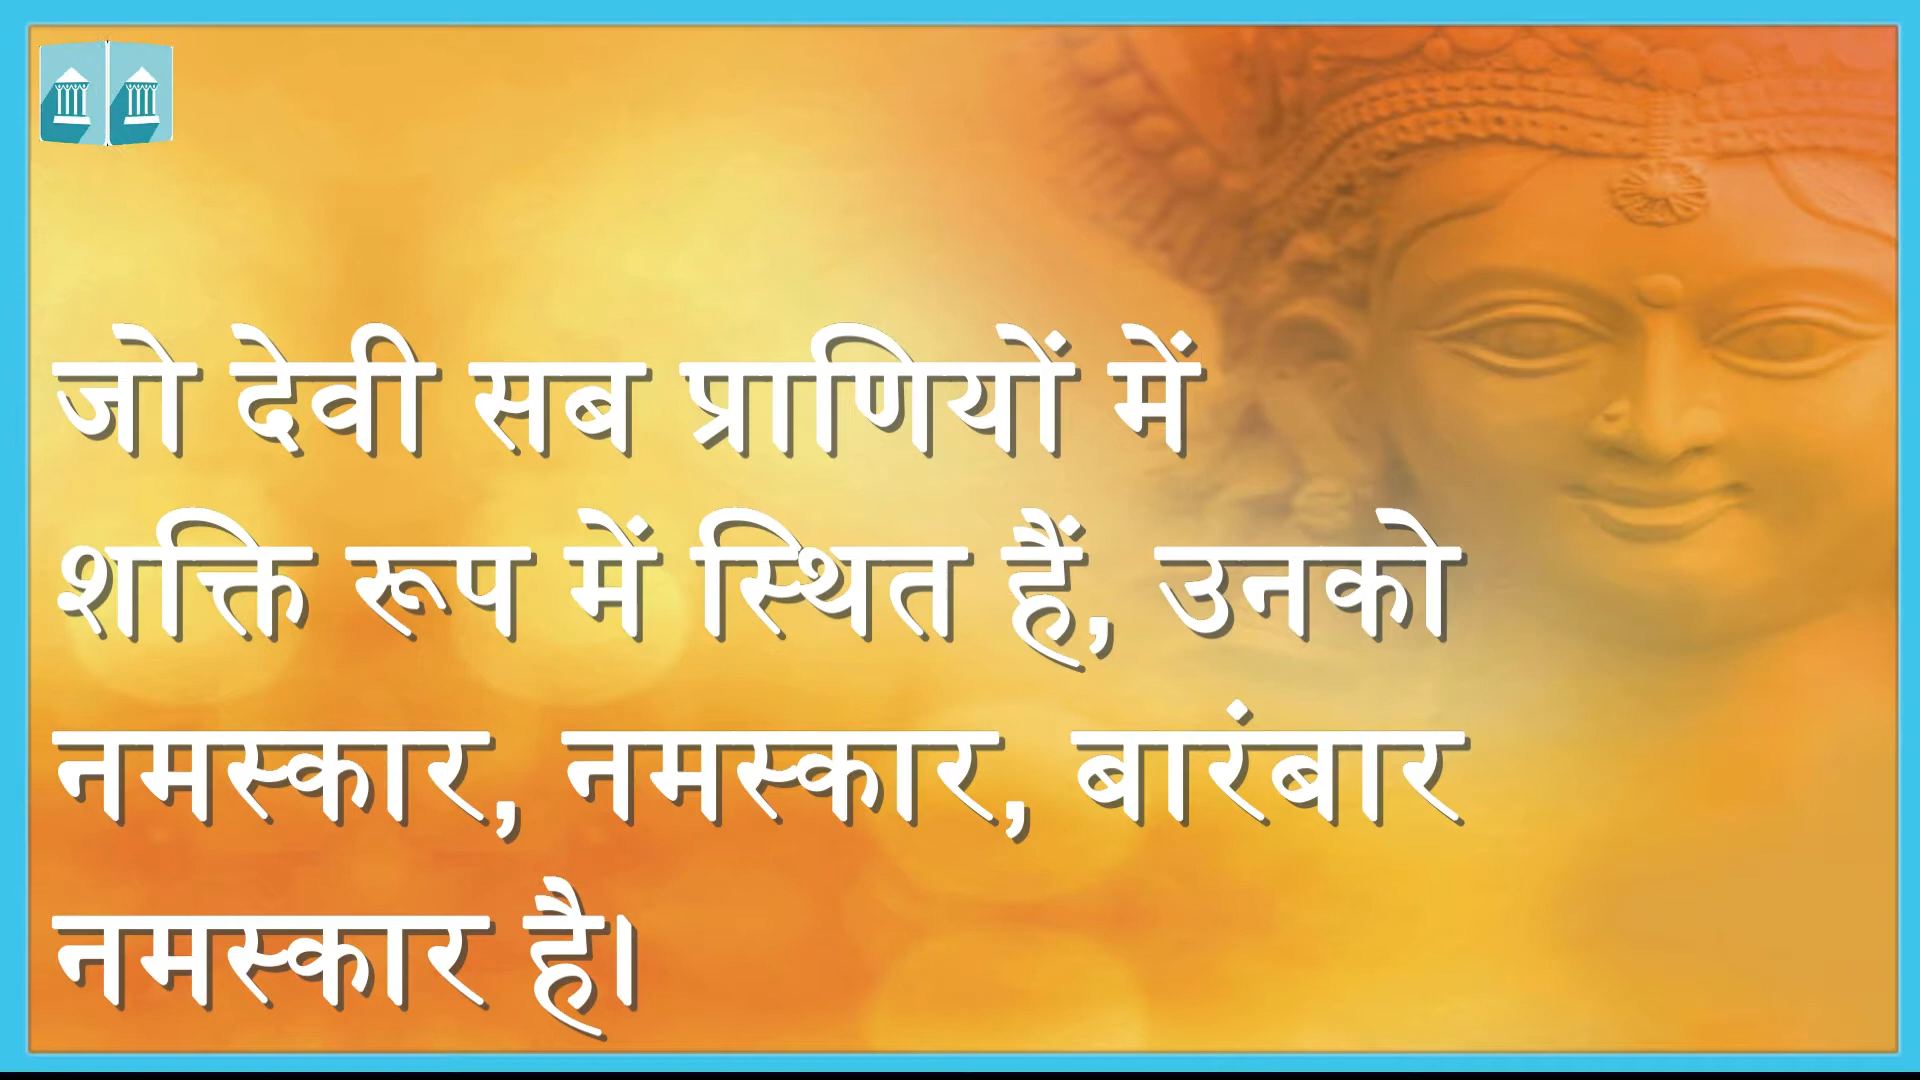 जो देवी सब प्राणियों में
शक्ति रूप में स्थित हैं, उनको
नमस्कार, नमस्कार, बारंबार
नमस्कार है।